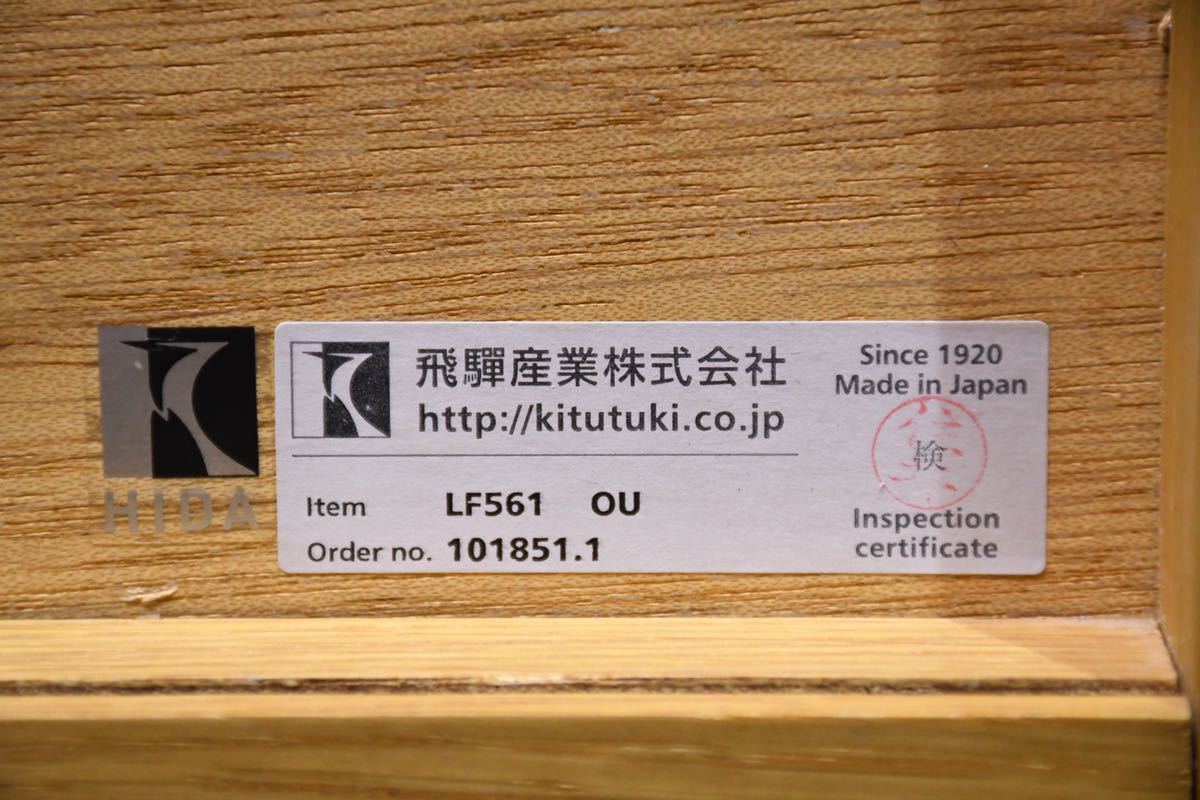 HIDA
飛驒産業株式会社
http://kitutuki.co.jp
Item LF561 OU
Order no. 101851.1
Since 1920
Made in Japan
検
Inspection
certificate